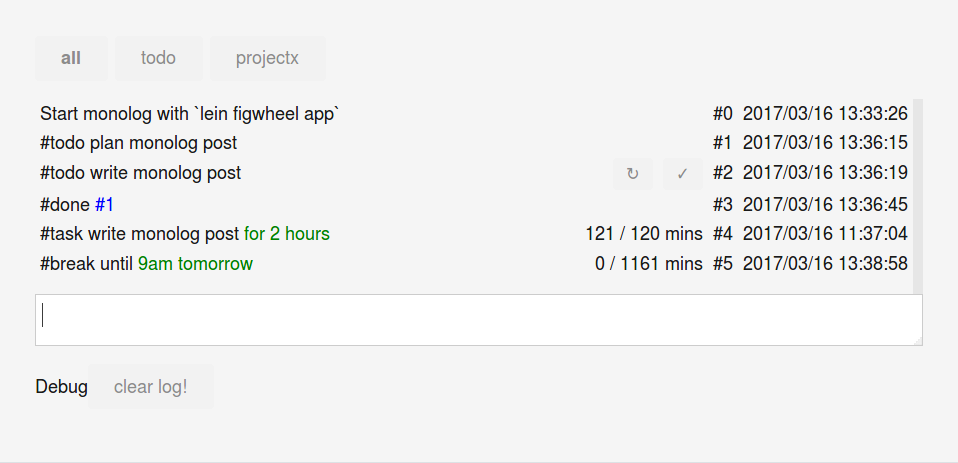 all todo projectx
Start monolog with `lein figwheel app` #0 2017/03/16 13:33:26
#todo plan monolog post #1 2017/03/16 13:36:15
#todo write monolog post ↻ ✓ #2 2017/03/16 13:36:19
#done #1 #3 2017/03/16 13:36:45
#task write monolog post for 2 hours 121 / 120 mins #4 2017/03/16 11:37:04
#break until 9am tomorrow 0 / 1161 mins #5 2017/03/16 13:38:58
Debug clear log!